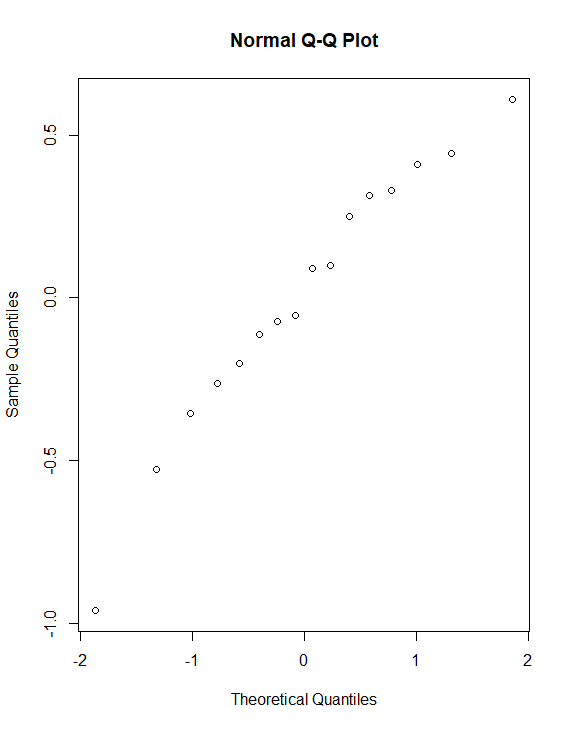 Normal Q-Q Plot
0.5
0.0
-0.5
-1.0
Sample Quantiles
-2 -1 0 1 2
Theoretical Quantiles